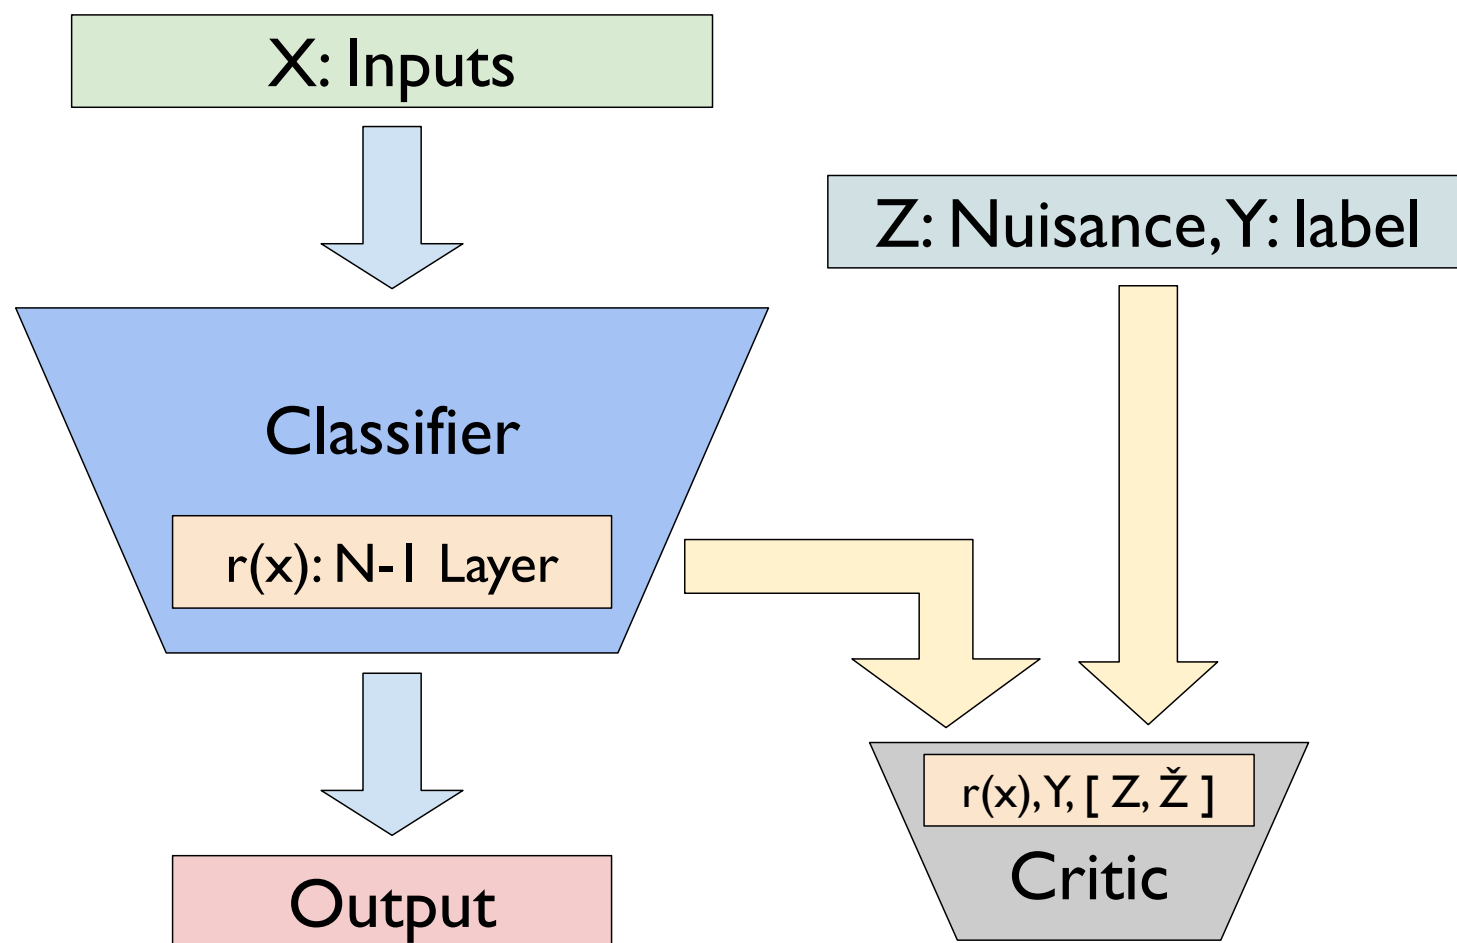 X: Inputs
Z: Nuisance, Y: label
Classifier
r(x): N-1 Layer
r(x), Y, [ Z, Ž ]
Critic
Output